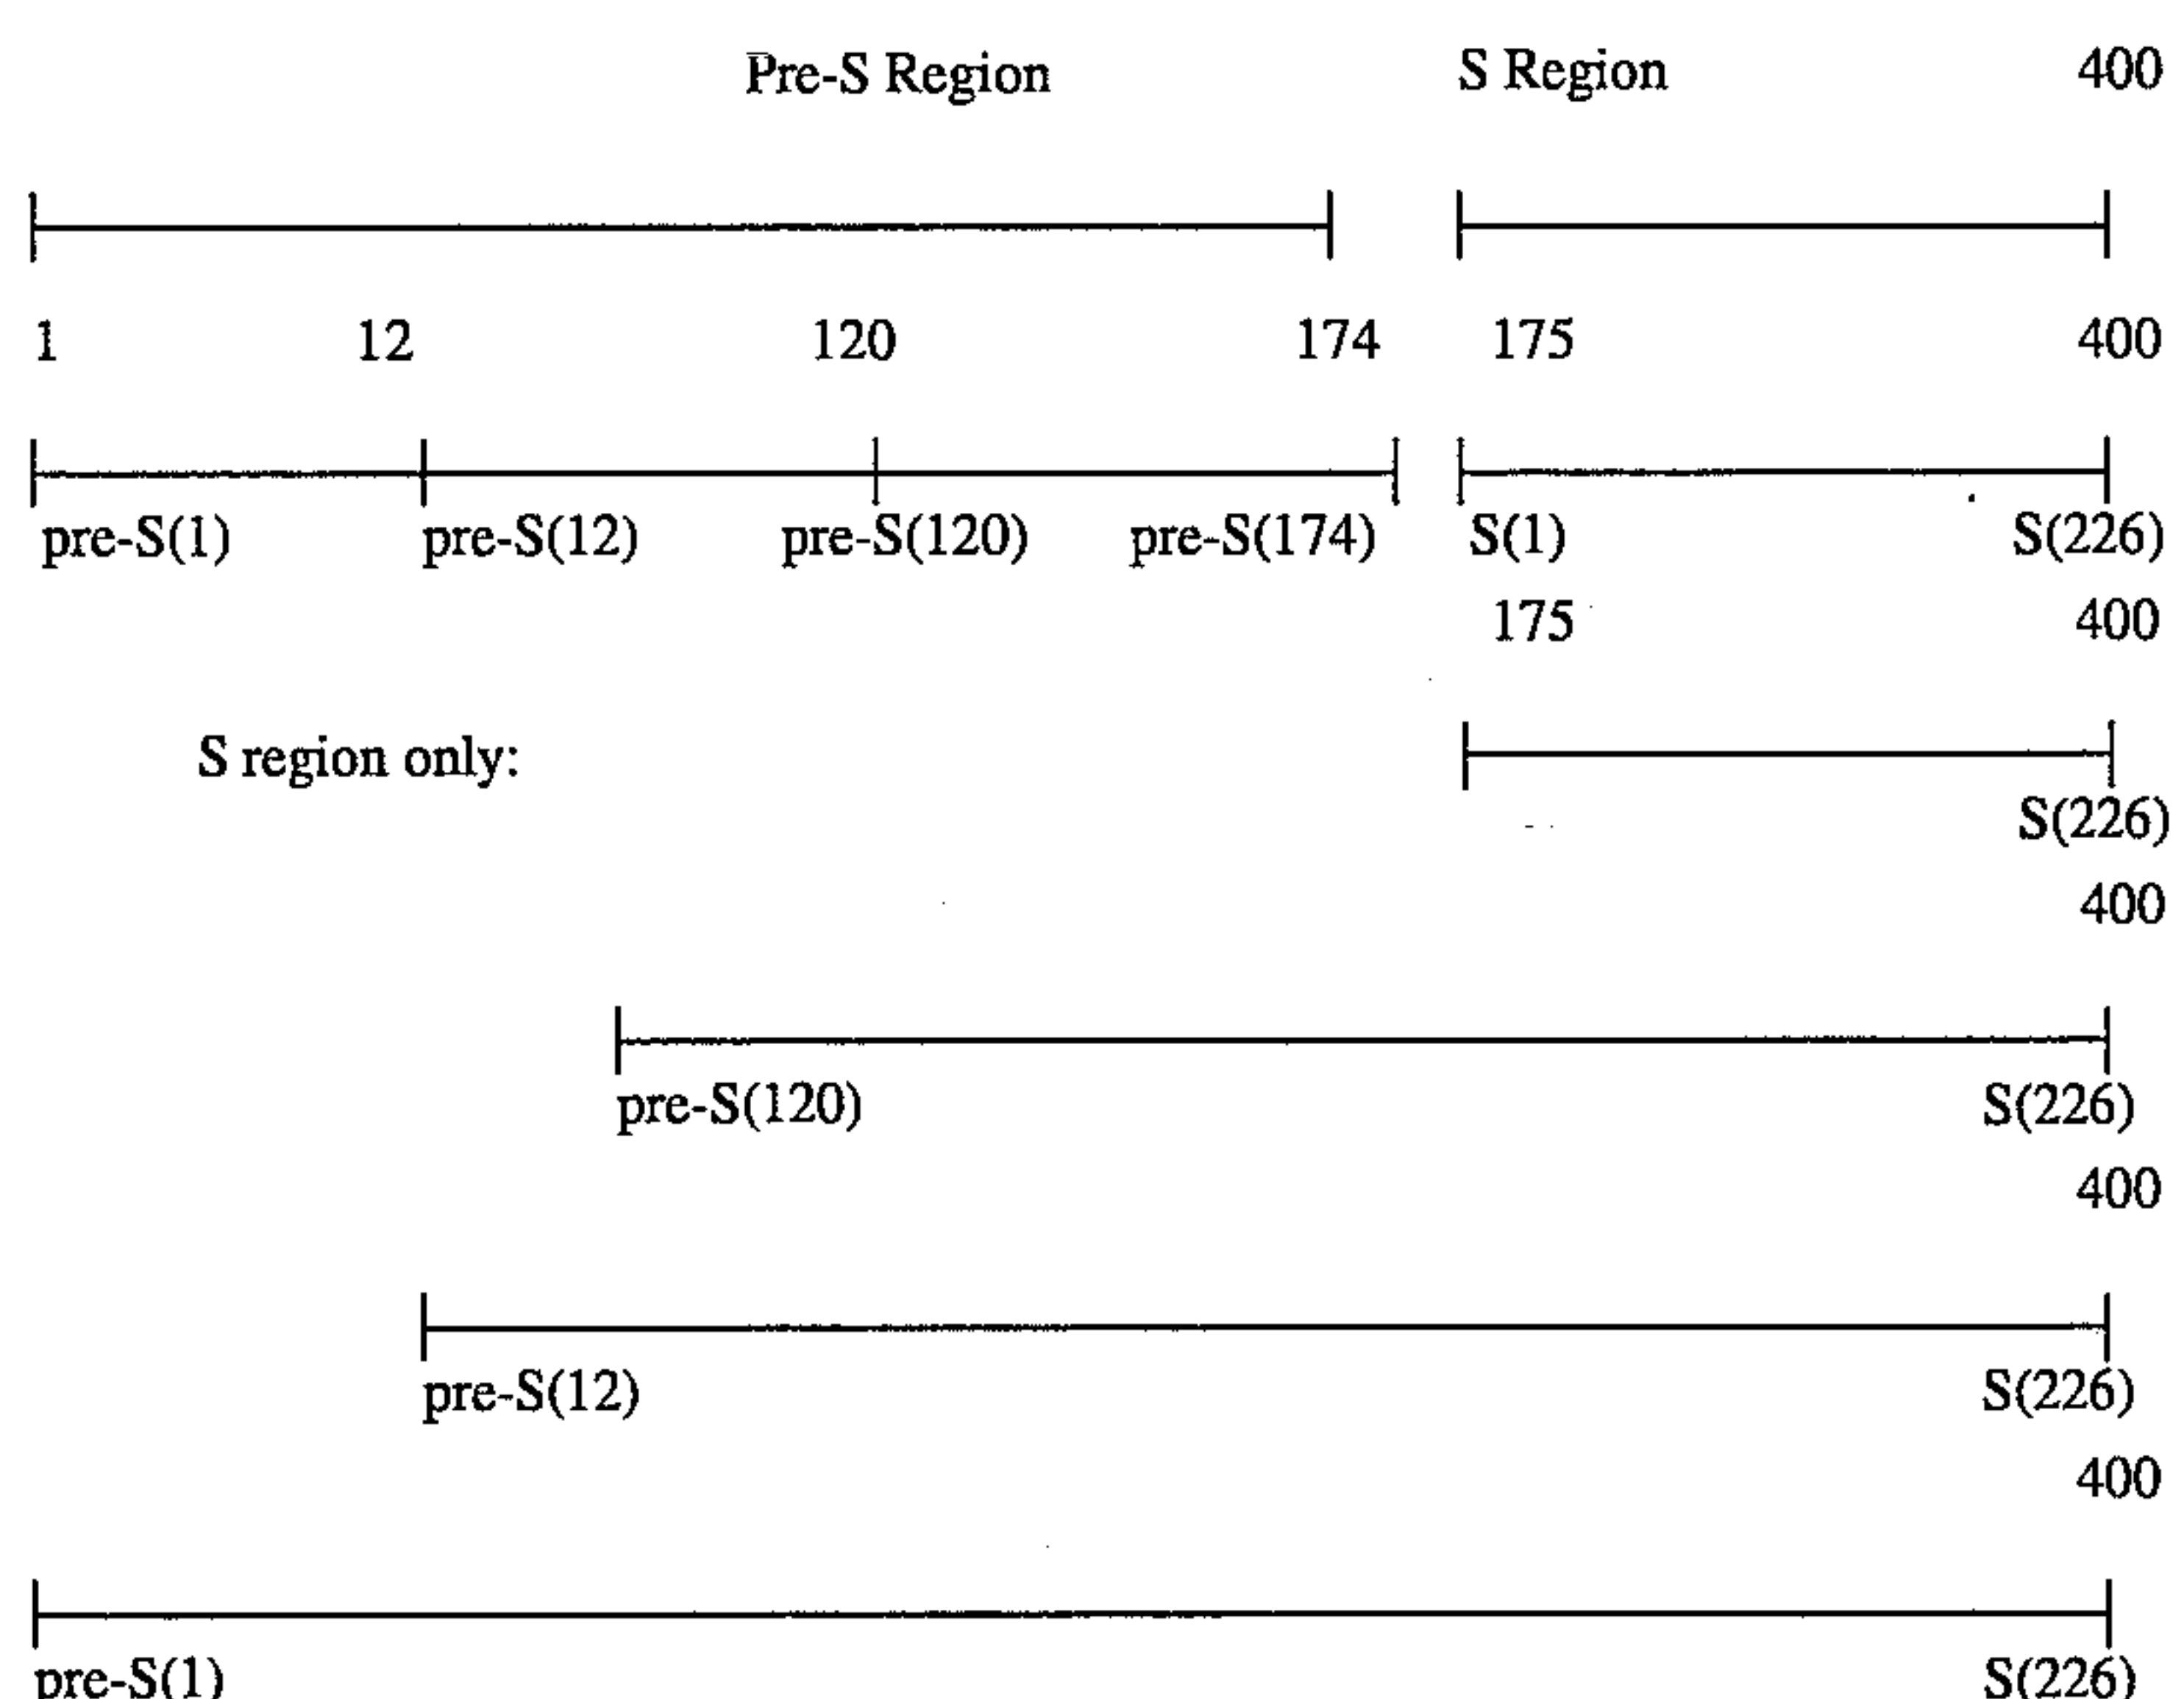 Pre-S Region S Region 400
1 12 120 174 175 400
pre-S(1) pre-S(12) pre-S(120) pre-S(174) S(1) S(226)
175 400
S region only:
S(226)
400
pre-S(120) S(226)
400
pre-S(12) S(226)
400
pre-S(1) S(226)